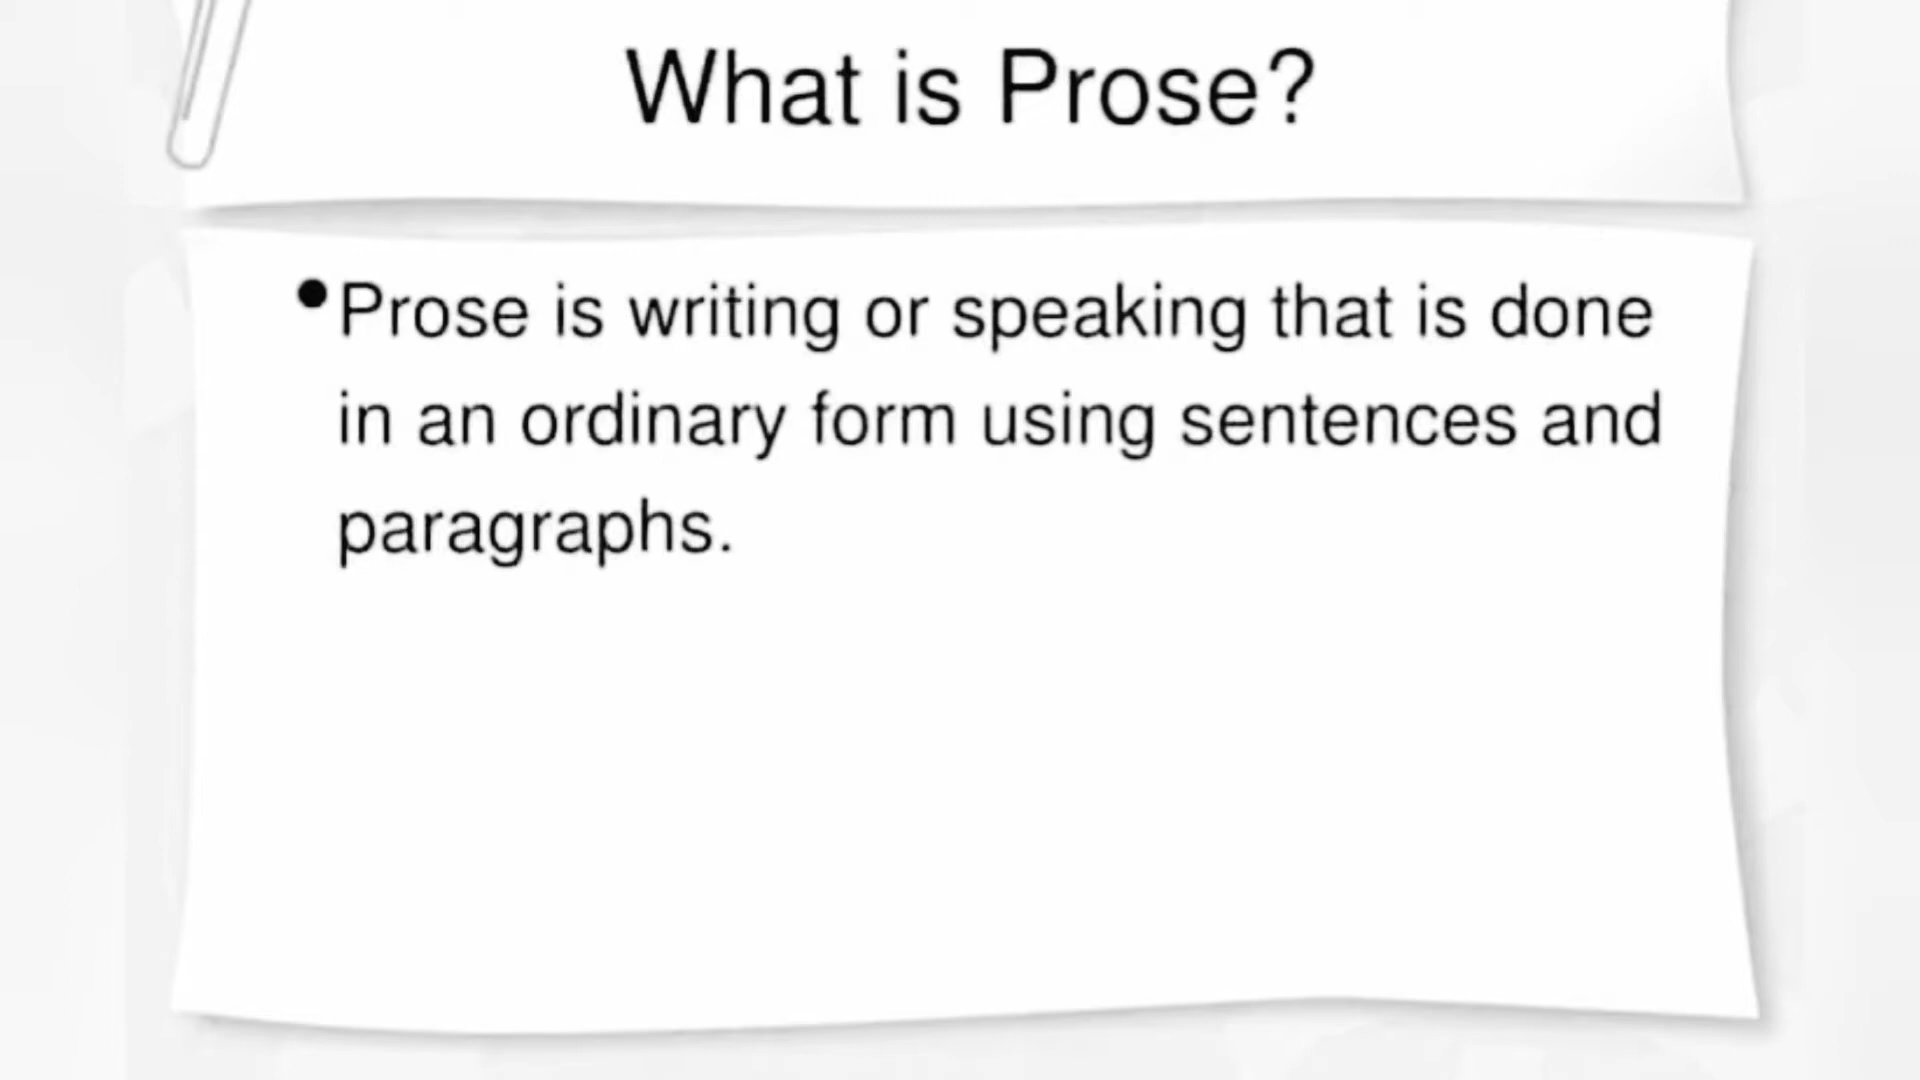 What is Prose?
•Prose is writing or speaking that is done
in an ordinary form using sentences and
paragraphs.